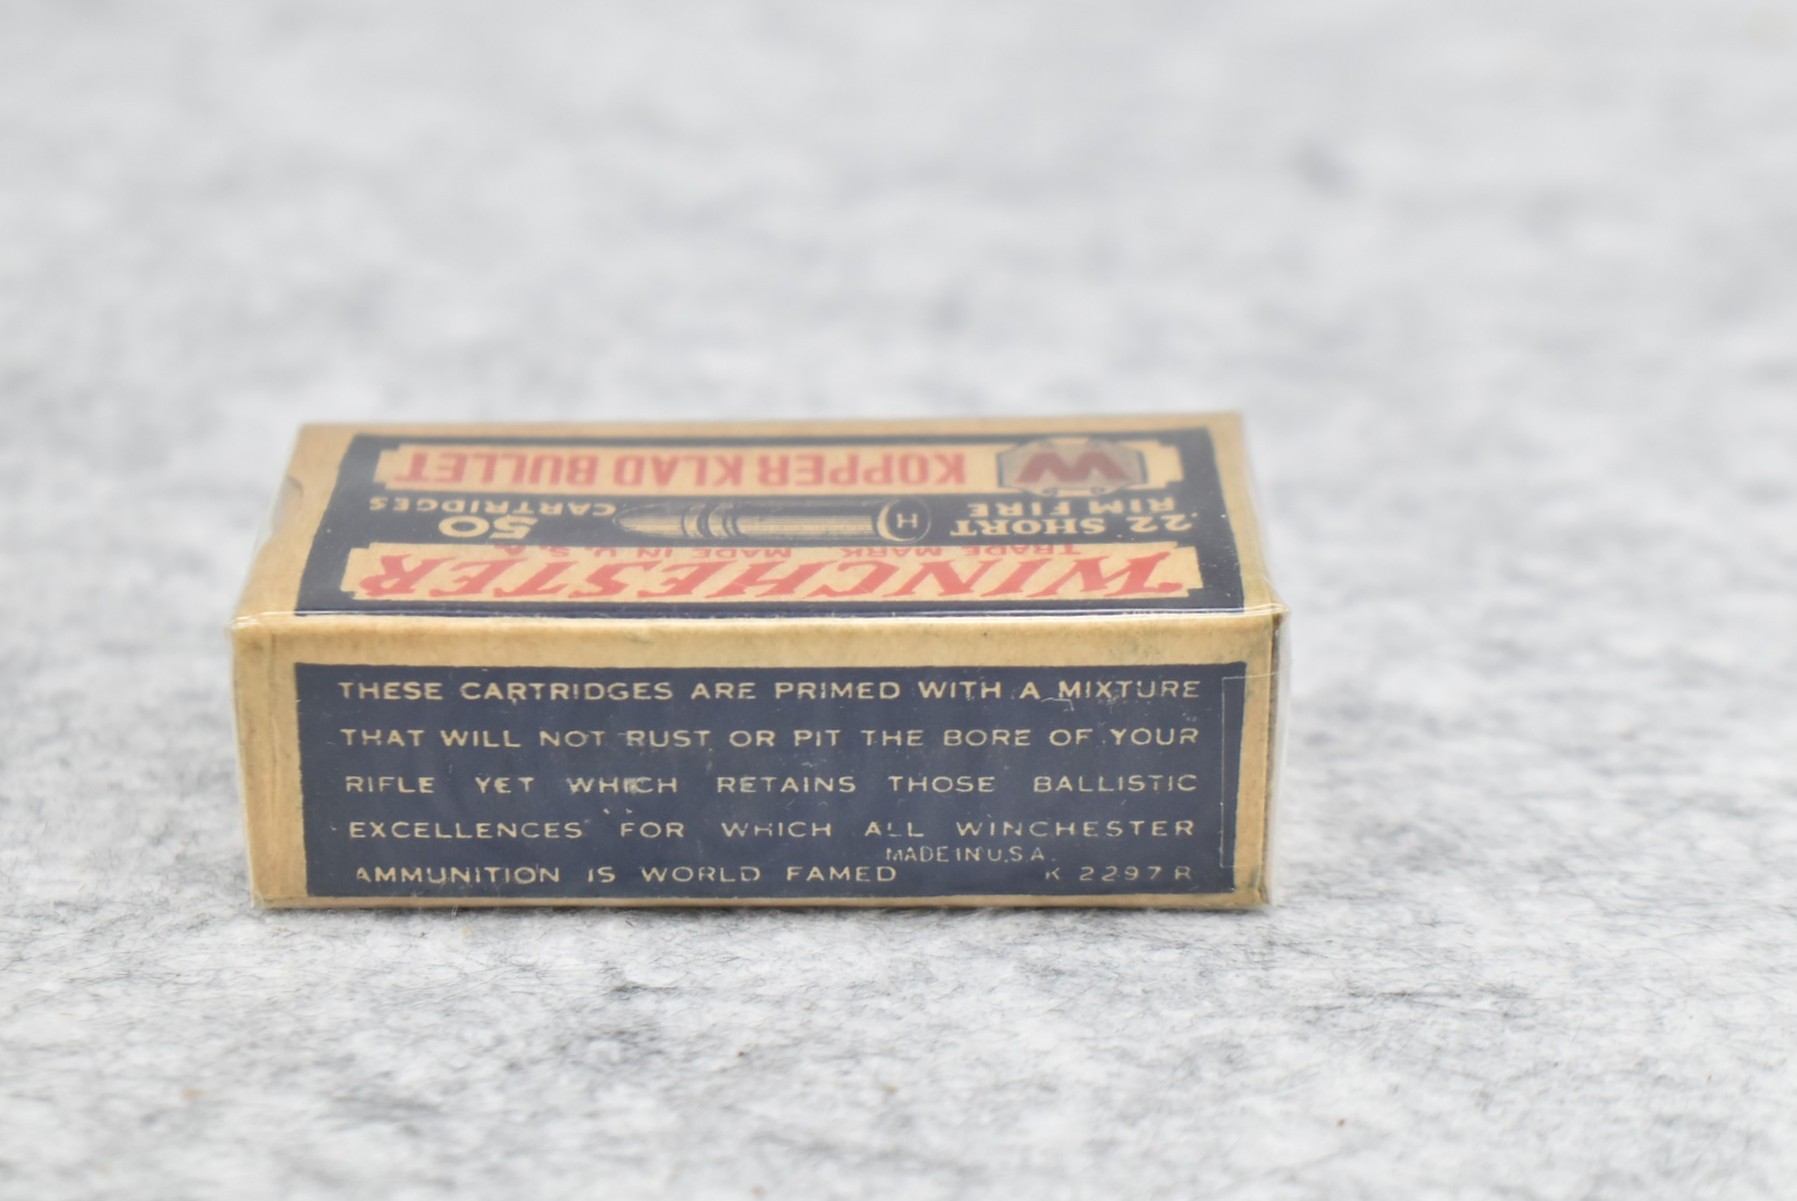 WINCHESTER
TRADE MARK MADE IN U.S.A.
.22 SHORT
RIM FIRE
H
50
CARTRIDGES
W
KOPPER KLAD BULLET
THESE CARTRIDGES ARE PRIMED WITH A MIXTURE
THAT WILL NOT RUST OR PIT THE BORE OF YOUR
RIFLE YET WHICH RETAINS THOSE BALLISTIC
EXCELLENCES FOR WHICH ALL WINCHESTER
MADE IN U.S.A.
AMMUNITION IS WORLD FAMED K 2297 R